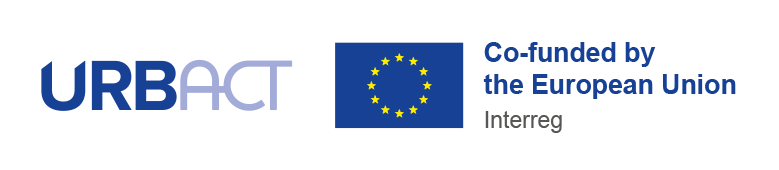 URBACT
Co-funded by
the European Union
Interreg